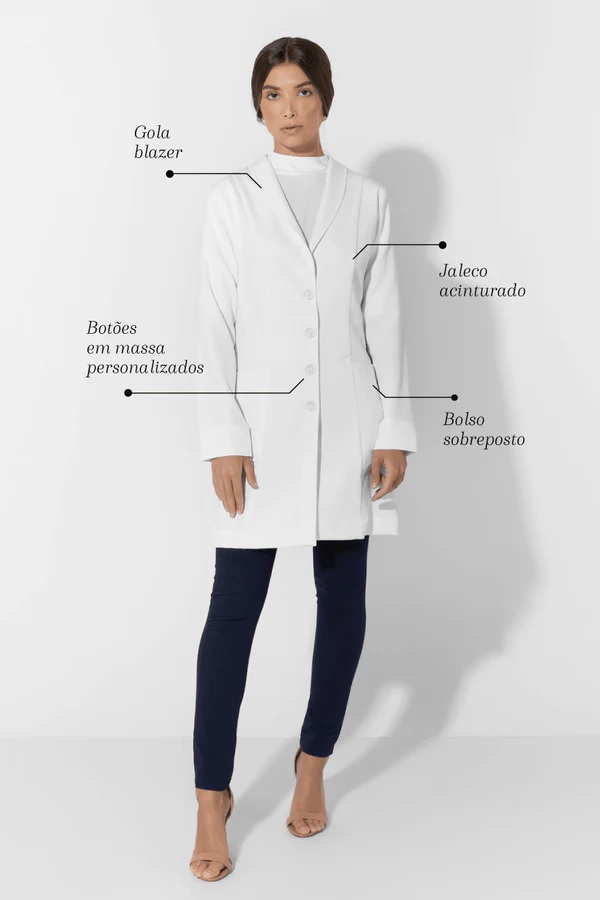 Gola
blazer
Jaleco
acinturado
Botões
em massa
personalizados
Bolso
sobreposto